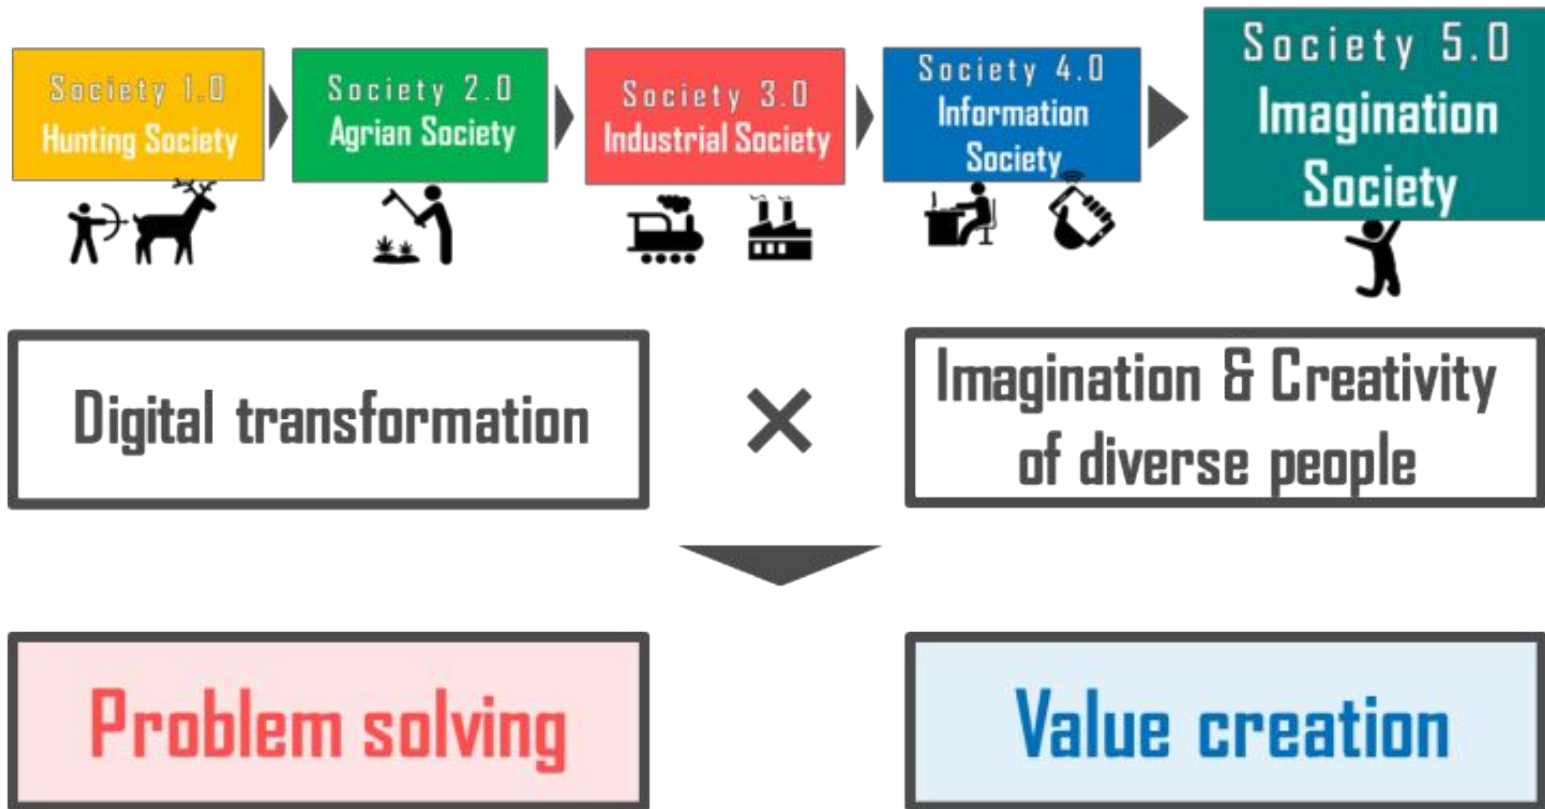 Society 1.0
Hunting Society
Society 2.0
Agrian Society
Society 3.0
Industrial Society
Society 4.0
Information
Society
Society 5.0
Imagination
Society
Digital transformation
×
Imagination & Creativity
of diverse people
Problem solving
Value creation